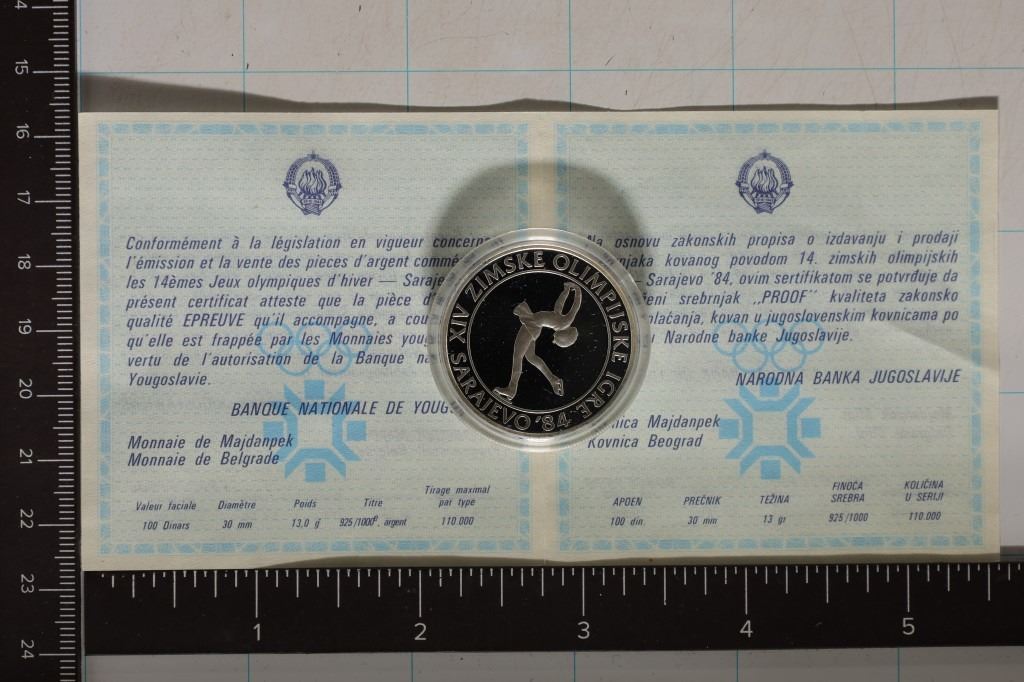 Conformément à la législation en vigueur concerna
l'émission et la vente des pieces d'argent commé
les 14èmes Jeux olympiques d'hiver — Saraje
présent certificat atteste que la pièce d'
qualité EPREUVE qu'il accompagne, a cou
qu'elle est frappée par les Monnaies youg
vertu de l'autorisation de la Banque na
Yougoslavie.
BANQUE NATIONALE DE YOUGOS
Monnaie de Majdanpek
Monnaie de Belgrade
Valeur faciale Diamètre Poids Titre Tirage maximal par type
100 Dinars 30 mm 13,0 g 925/1000⁰. argent 110.000
XIV ZIMSKE OLIMPIJSKE IGRE
SARAJEVO '84
Na osnovu zakonskih propisa o izdavanju i prodaji
njaka kovanog povodom 14. zimskih olimpijskih
— Sarajevo '84, ovim sertifikatom se potvrđuje da
eni srebrnjak ,,PROOF" kvaliteta zakonsko
plaćanja, kovan u jugoslovenskim kovnicama po
u Narodne banke Jugoslavije.
NARODNA BANKA JUGOSLAVIJE
nica Majdanpek
Kovnica Beograd
APOEN PREČNIK TEŽINA FINOĆA SREBRA KOLIČINA U SERIJI
100 din. 30 mm 13 gr 925/1000 110.000
14
15
16
17
18
19
20
21
22
23
24
1 2 3 4 5